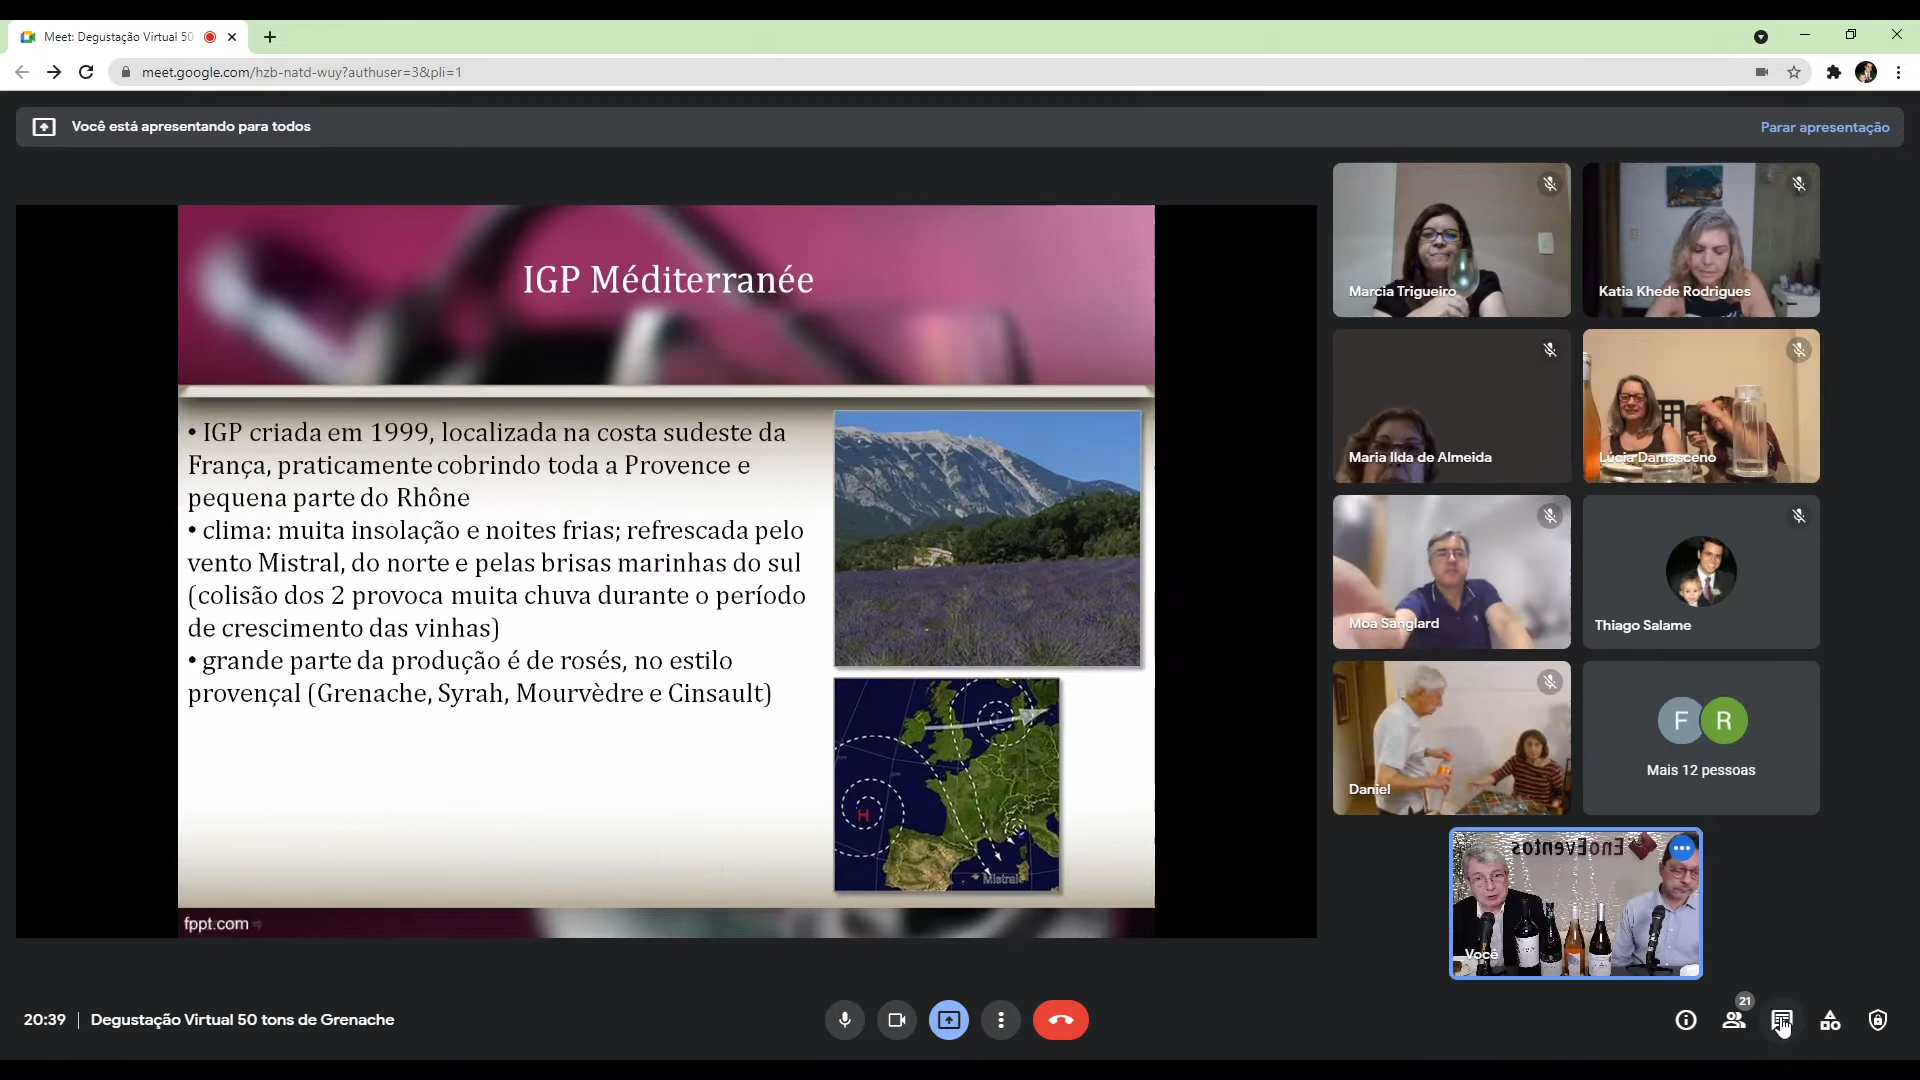 Meet: Degustação Virtual 50
meet.google.com/hzb-natd-wuy?authuser=3&pli=1
Você está apresentando para todos
Parar apresentação
IGP Méditerranée
• IGP criada em 1999, localizada na costa sudeste da
França, praticamente cobrindo toda a Provence e
pequena parte do Rhône
• clima: muita insolação e noites frias; refrescada pelo
vento Mistral, do norte e pelas brisas marinhas do sul
(colisão dos 2 provoca muita chuva durante o período
de crescimento das vinhas)
• grande parte da produção é de rosés, no estilo
provençal (Grenache, Syrah, Mourvèdre e Cinsault)
H
Mistral
fppt.com
Marcia Trigueiro
Katia Khede Rodrigues
Maria Ilda de Almeida
Lúcia Damasceno
Moa Sanglard
Thiago Salame
Daniel
F
R
Mais 12 pessoas
EnoEventos
Você
20:39
Degustação Virtual 50 tons de Grenache
21